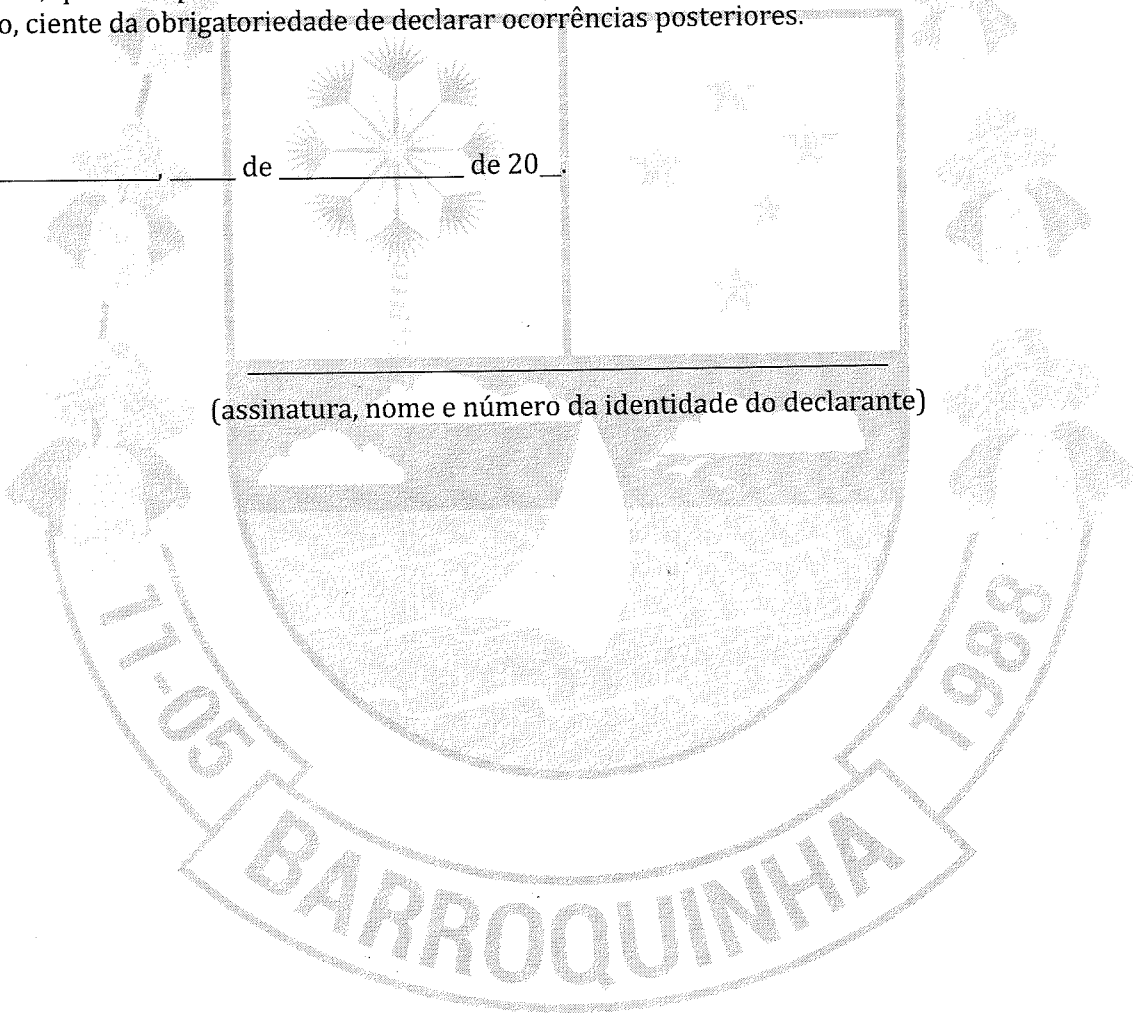 o, ciente da obrigatoriedade de declarar ocorrências posteriores.
_____________, _____ de ______________ de 20__.
(assinatura, nome e número da identidade do declarante)
11-05
1988
BARROQUINHA